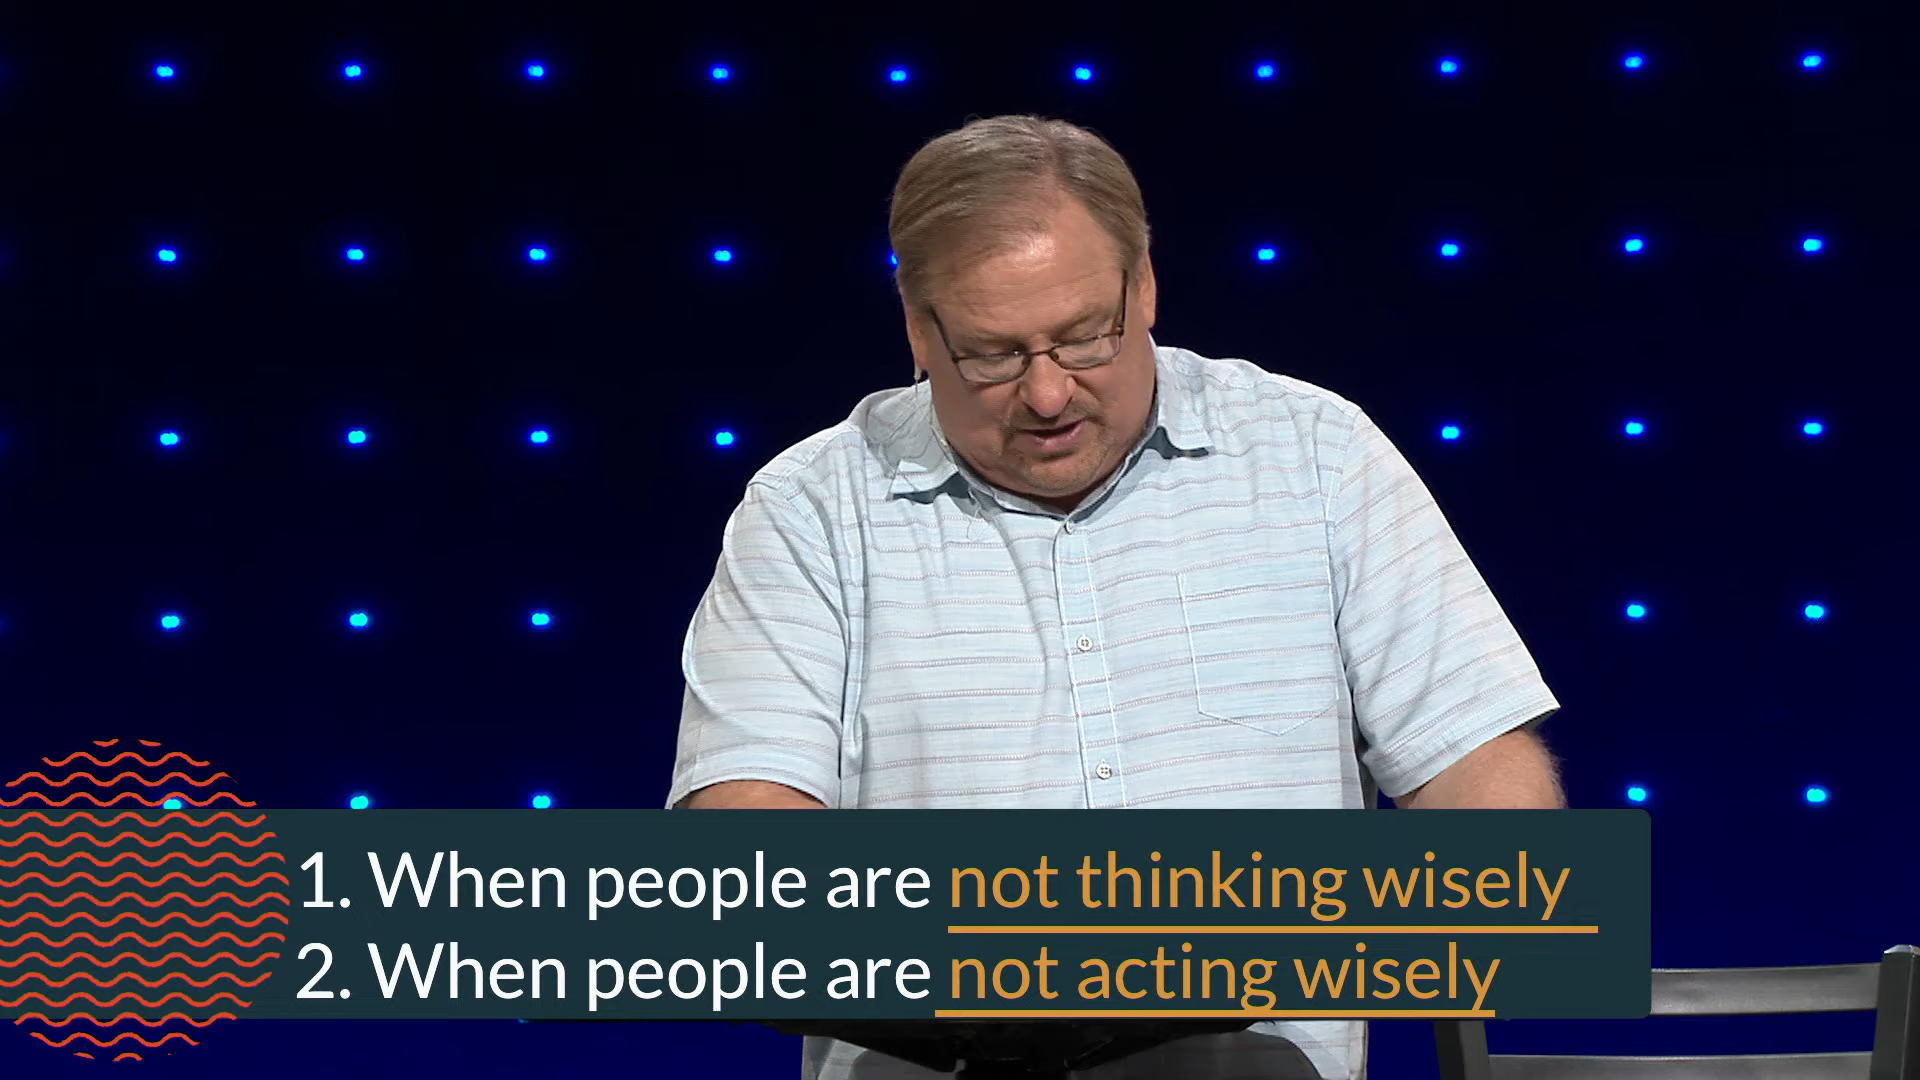 1. When people are not thinking wisely
2. When people are not acting wisely